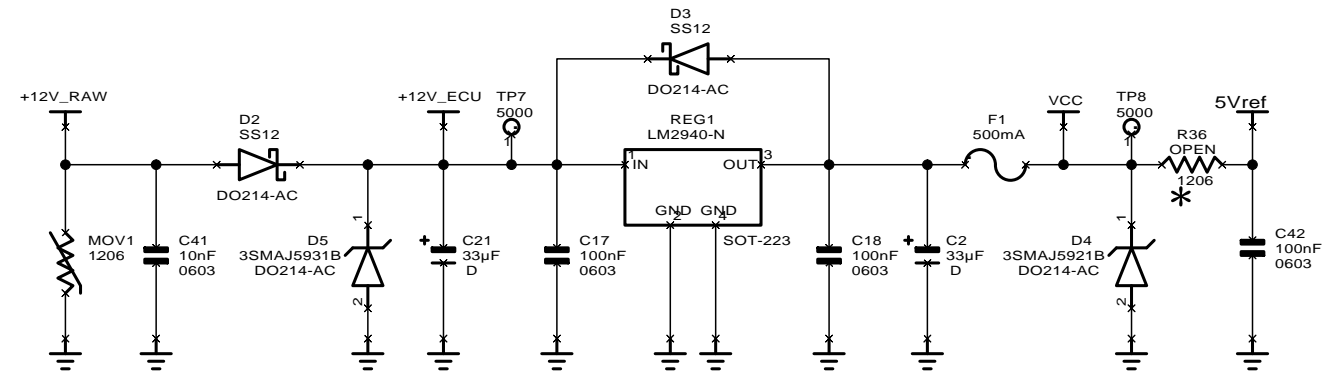 D3
SS12
DO214-AC
+12V_RAW
D2
SS12
DO214-AC
+12V_ECU
TP7
5000
1
REG1
LM2940-N
1
IN
OUT
3
GND
2
GND
4
SOT-223
F1
500mA
VCC
TP8
5000
1
R36
OPEN
1206
*
5Vref
MOV1
1206
C41
10nF
0603
1
D5
3SMAJ5931B
DO214-AC
2
+
C21
33µF
D
C17
100nF
0603
C18
100nF
0603
+
C2
33µF
D
1
D4
3SMAJ5921B
DO214-AC
2
C42
100nF
0603